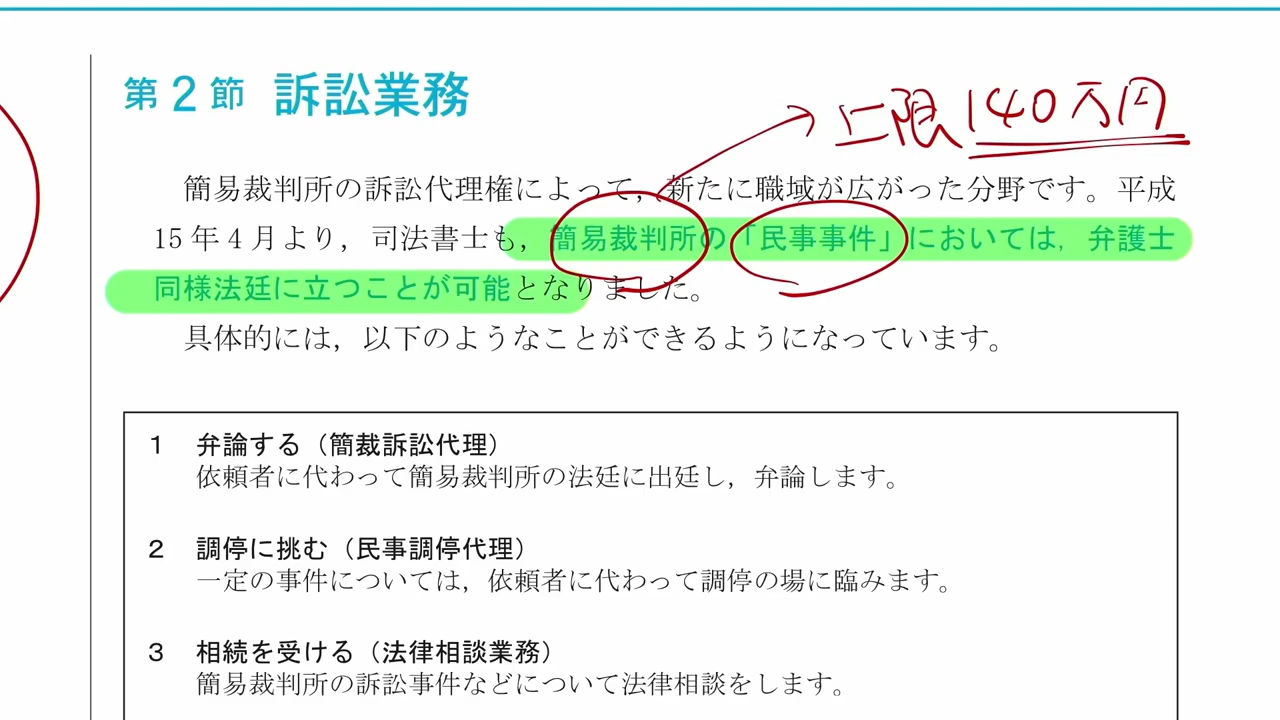 第2節 訴訟業務
上限140万円
簡易裁判所の訴訟代理権によって，新たに職域が広がった分野です。平成
15年4月より，司法書士も，簡易裁判所の「民事事件」においては，弁護士
同様法廷に立つことが可能となりました。
具体的には，以下のようなことができるようになっています。
1 弁論する（簡裁訴訟代理）
依頼者に代わって簡易裁判所の法廷に出廷し，弁論します。
2 調停に挑む（民事調停代理）
一定の事件については，依頼者に代わって調停の場に臨みます。
3 相続を受ける（法律相談業務）
簡易裁判所の訴訟事件などについて法律相談をします。